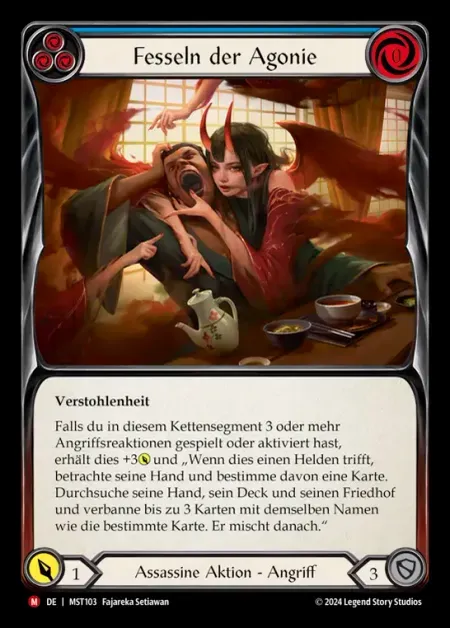 Fesseln der Agonie
0
Verstohlenheit
Falls du in diesem Kettensegment 3 oder mehr
Angriffsreaktionen gespielt oder aktiviert hast,
erhält dies +3 und „Wenn dies einen Helden trifft,
betrachte seine Hand und bestimme davon eine Karte.
Durchsuche seine Hand, sein Deck und seinen Friedhof
und verbanne bis zu 3 Karten mit demselben Namen
wie die bestimmte Karte. Er mischt danach.“
1
Assassine Aktion - Angriff
3
M DE | MST103 Fajareka Setiawan
© 2024 Legend Story Studios